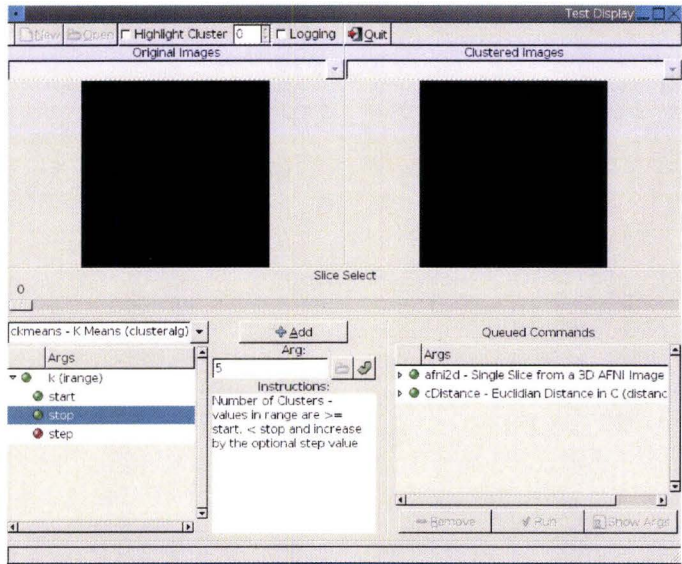 Test Display
New Open Highlight Cluster 0 Logging Quit
Original Images Clustered Images
Slice Select
0
ckmeans - K Means (clusteralg)
Args
k (irange)
start
stop
step
Add
Arg:
5
Instructions:
Number of Clusters -
values in range are >=
start, < stop and increase
by the optional step value
Queued Commands
Args
afni2d - Single Slice from a 3D AFNI Image
cDistance - Euclidian Distance in C (distanc
Remove Run Show Args